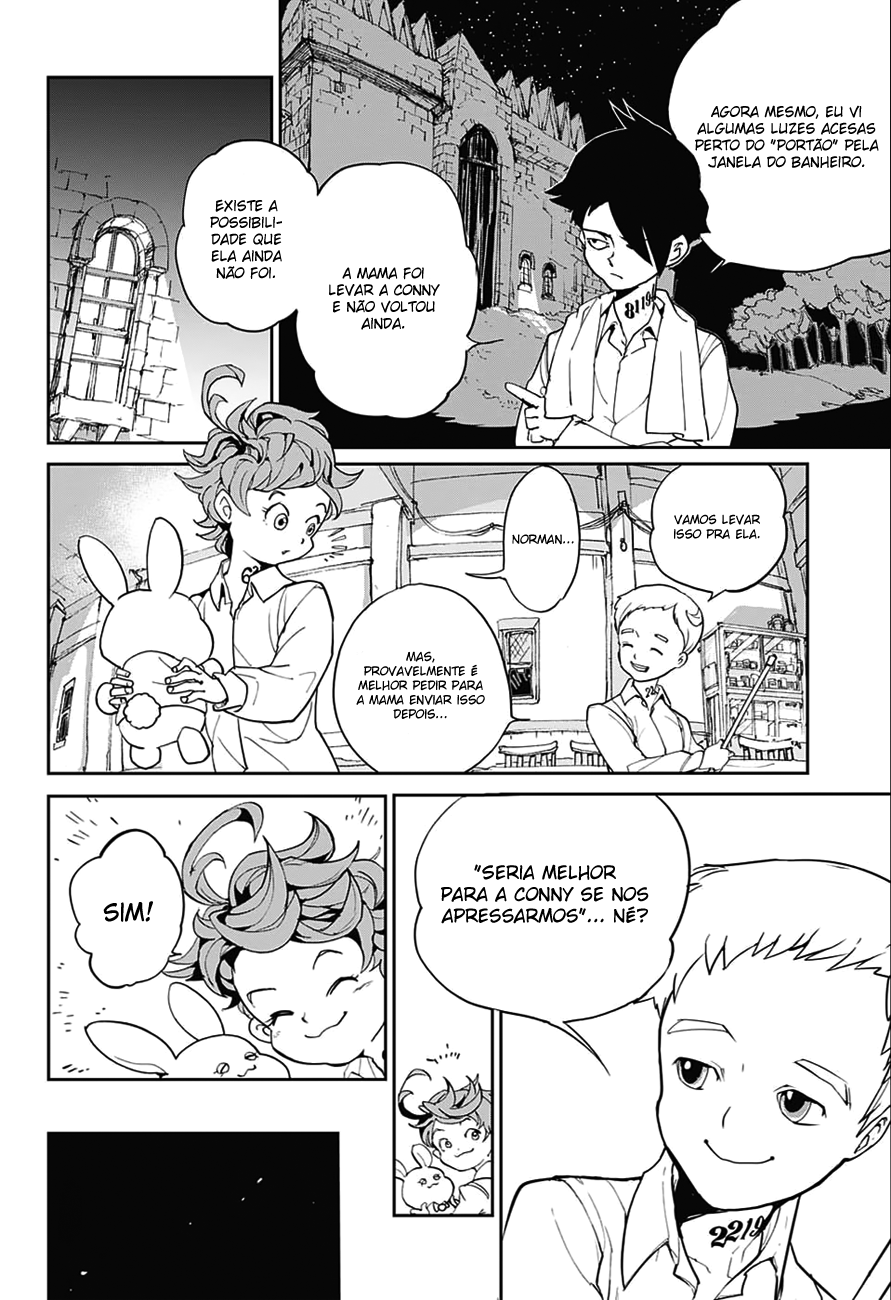 AGORA MESMO, EU VI
ALGUMAS LUZES ACESAS
PERTO DO "PORTÃO" PELA
JANELA DO BANHEIRO.
A MAMA FOI
LEVAR A CONNY
E NÃO VOLTOU
AINDA.
EXISTE A
POSSIBILI-
DADE QUE
ELA AINDA
NÃO FOI.
8119
VAMOS LEVAR
ISSO PRA ELA.
NORMAN...
MAS,
PROVAVELMENTE É
MELHOR PEDIR PARA
A MAMA ENVIAR ISSO
DEPOIS...
"SERIA MELHOR
PARA A CONNY SE NOS
APRESSARMOS"... NÉ?
SIM!
22194